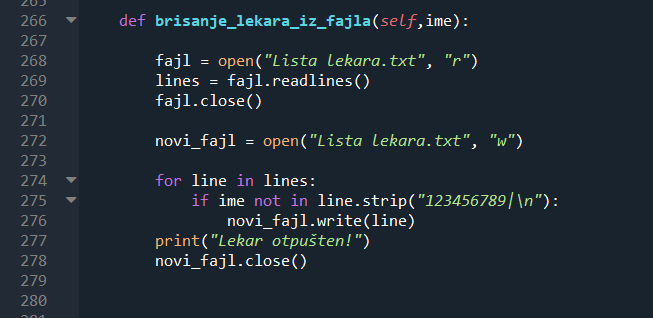 266 def brisanje_lekara_iz_fajla(self,ime):
267
268 fajl = open("Lista lekara.txt", "r")
269 lines = fajl.readlines()
270 fajl.close()
271
272 novi_fajl = open("Lista lekara.txt", "w")
273
274 for line in lines:
275 if ime not in line.strip("123456789|\n"):
276 novi_fajl.write(line)
277 print("Lekar otpušten!")
278 novi_fajl.close()
279
280